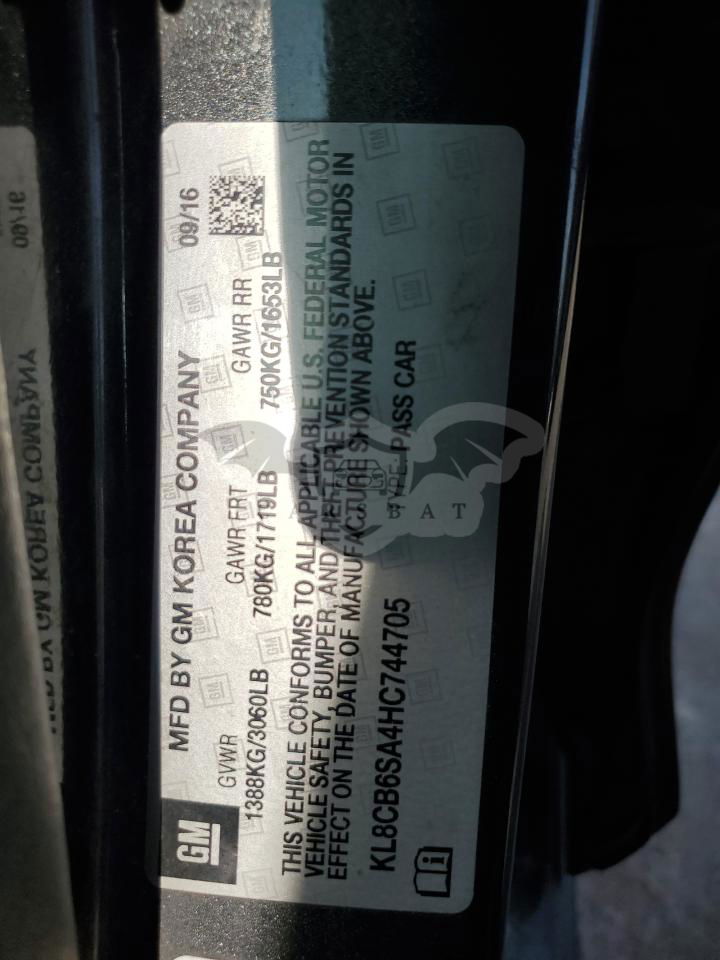 GM
MFD BY GM KOREA COMPANY 09/16
GVWR GAWR FRT GAWR RR
1388KG/3060LB 780KG/1719LB 750KG/1653LB
THIS VEHICLE CONFORMS TO ALL APPLICABLE U.S. FEDERAL MOTOR
VEHICLE SAFETY, BUMPER, AND THEFT PREVENTION STANDARDS IN
EFFECT ON THE DATE OF MANUFACTURE SHOWN ABOVE.
KL8CB6SA4HC744705 TYPE: PASS CAR